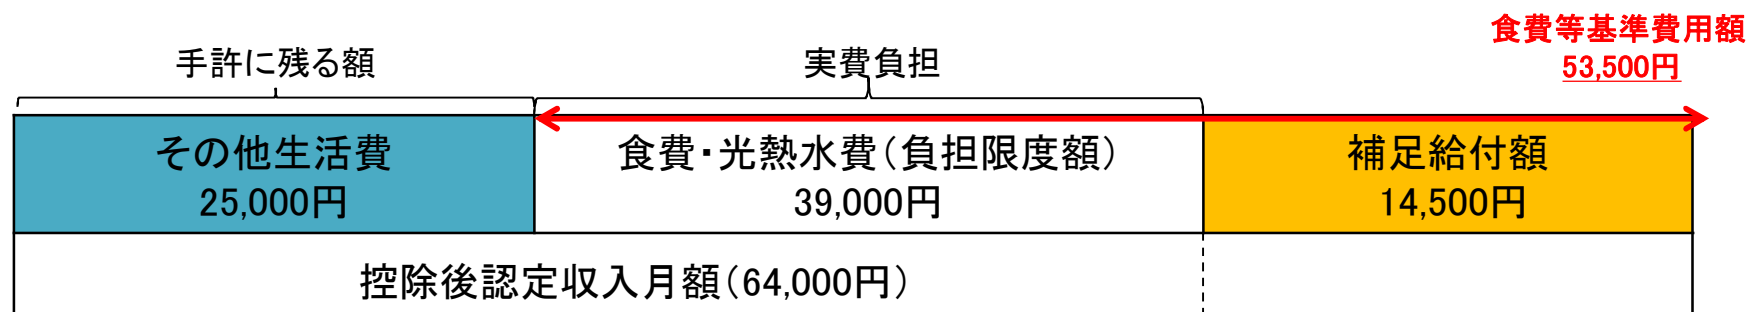 食費等基準費用額
53,500円
手許に残る額
実費負担
その他生活費
25,000円
食費・光熱水費（負担限度額）
39,000円
補足給付額
14,500円
控除後認定収入月額（64,000円）